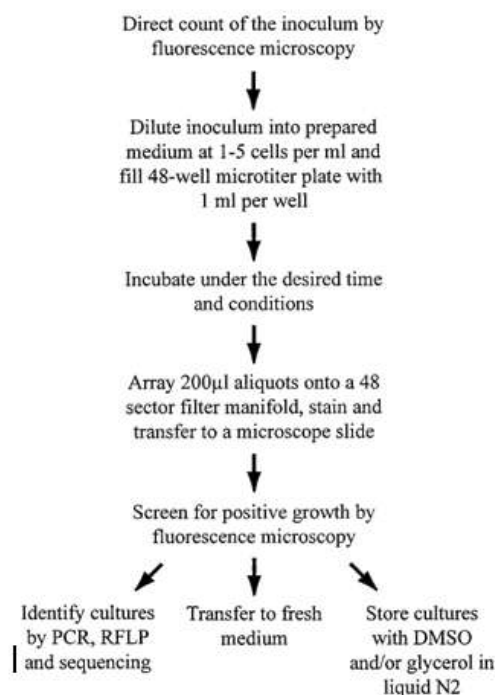 Direct count of the inoculum by
fluorescence microscopy
Dilute inoculum into prepared
medium at 1-5 cells per ml and
fill 48-well microtiter plate with
1 ml per well
Incubate under the desired time
and conditions
Array 200µl aliquots onto a 48
sector filter manifold, stain and
transfer to a microscope slide
Screen for positive growth by
fluorescence microscopy
Identify cultures
by PCR, RFLP
and sequencing
Transfer to fresh
medium
Store cultures
with DMSO
and/or glycerol in
liquid N2